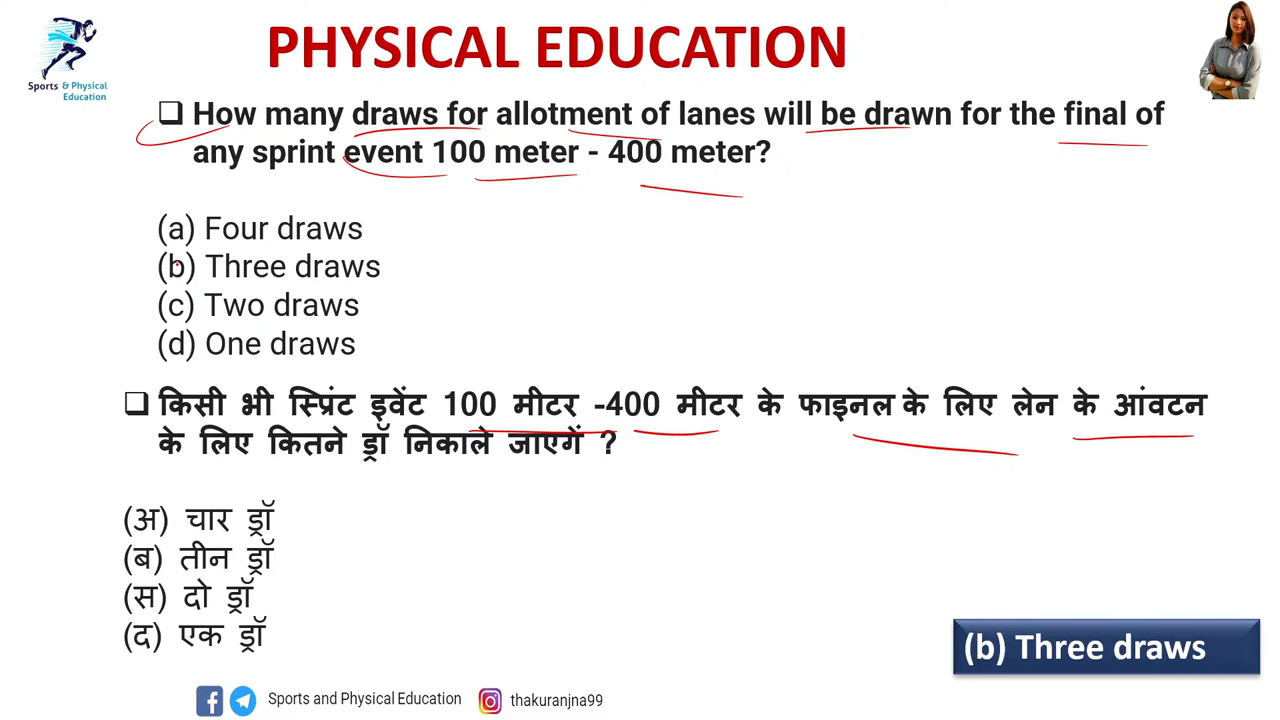 Sports & Physical
Education
PHYSICAL EDUCATION
How many draws for allotment of lanes will be drawn for the final of
any sprint event 100 meter - 400 meter?
(a) Four draws
(b) Three draws
(c) Two draws
(d) One draws
किसी भी स्प्रिंट इवेंट 100 मीटर -400 मीटर के फाइनल के लिए लेन के आंवटन
के लिए कितने ड्रॉ निकाले जाएगें ?
(अ) चार ड्रॉ
(ब) तीन ड्रॉ
(स) दो ड्रॉ
(द) एक ड्रॉ
(b) Three draws
Sports and Physical Education thakuranjna99